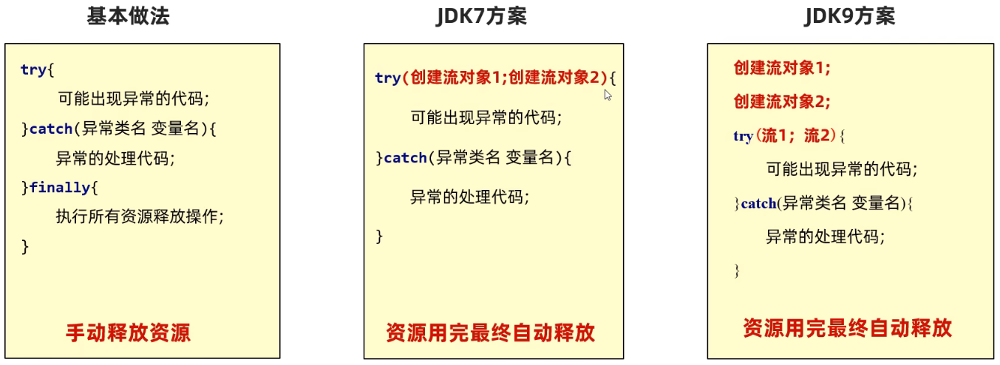 基本做法
try{
可能出现异常的代码;
}catch(异常类名 变量名){
异常的处理代码;
}finally{
执行所有资源释放操作;
}
手动释放资源
JDK7方案
try(创建流对象1;创建流对象2){
可能出现异常的代码;
}catch(异常类名 变量名){
异常的处理代码;
}
资源用完最终自动释放
JDK9方案
创建流对象1;
创建流对象2;
try(流1；流2){
可能出现异常的代码;
}catch(异常类名 变量名){
异常的处理代码;
}
资源用完最终自动释放